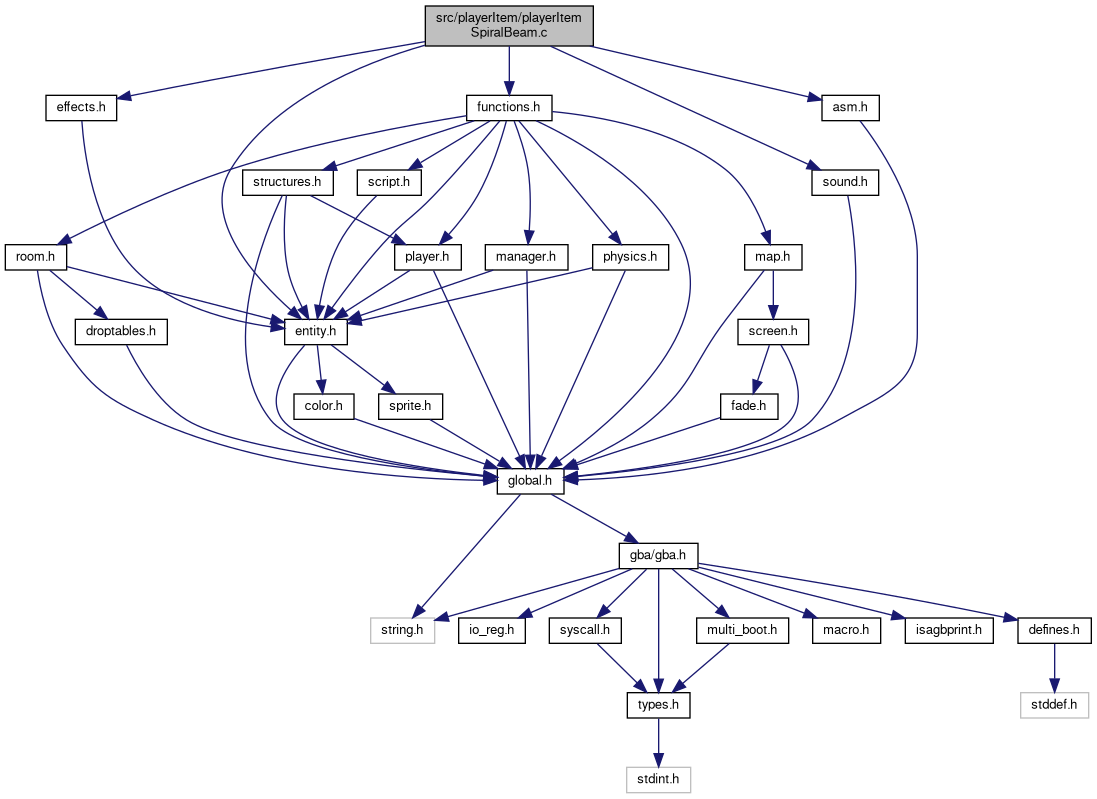 src/playerItem/playerItem
SpiralBeam.c
effects.h
functions.h
asm.h
structures.h
script.h
sound.h
room.h
player.h
manager.h
physics.h
map.h
droptables.h
entity.h
screen.h
color.h
sprite.h
fade.h
global.h
gba/gba.h
string.h
io_reg.h
syscall.h
multi_boot.h
macro.h
isagbprint.h
defines.h
types.h
stddef.h
stdint.h